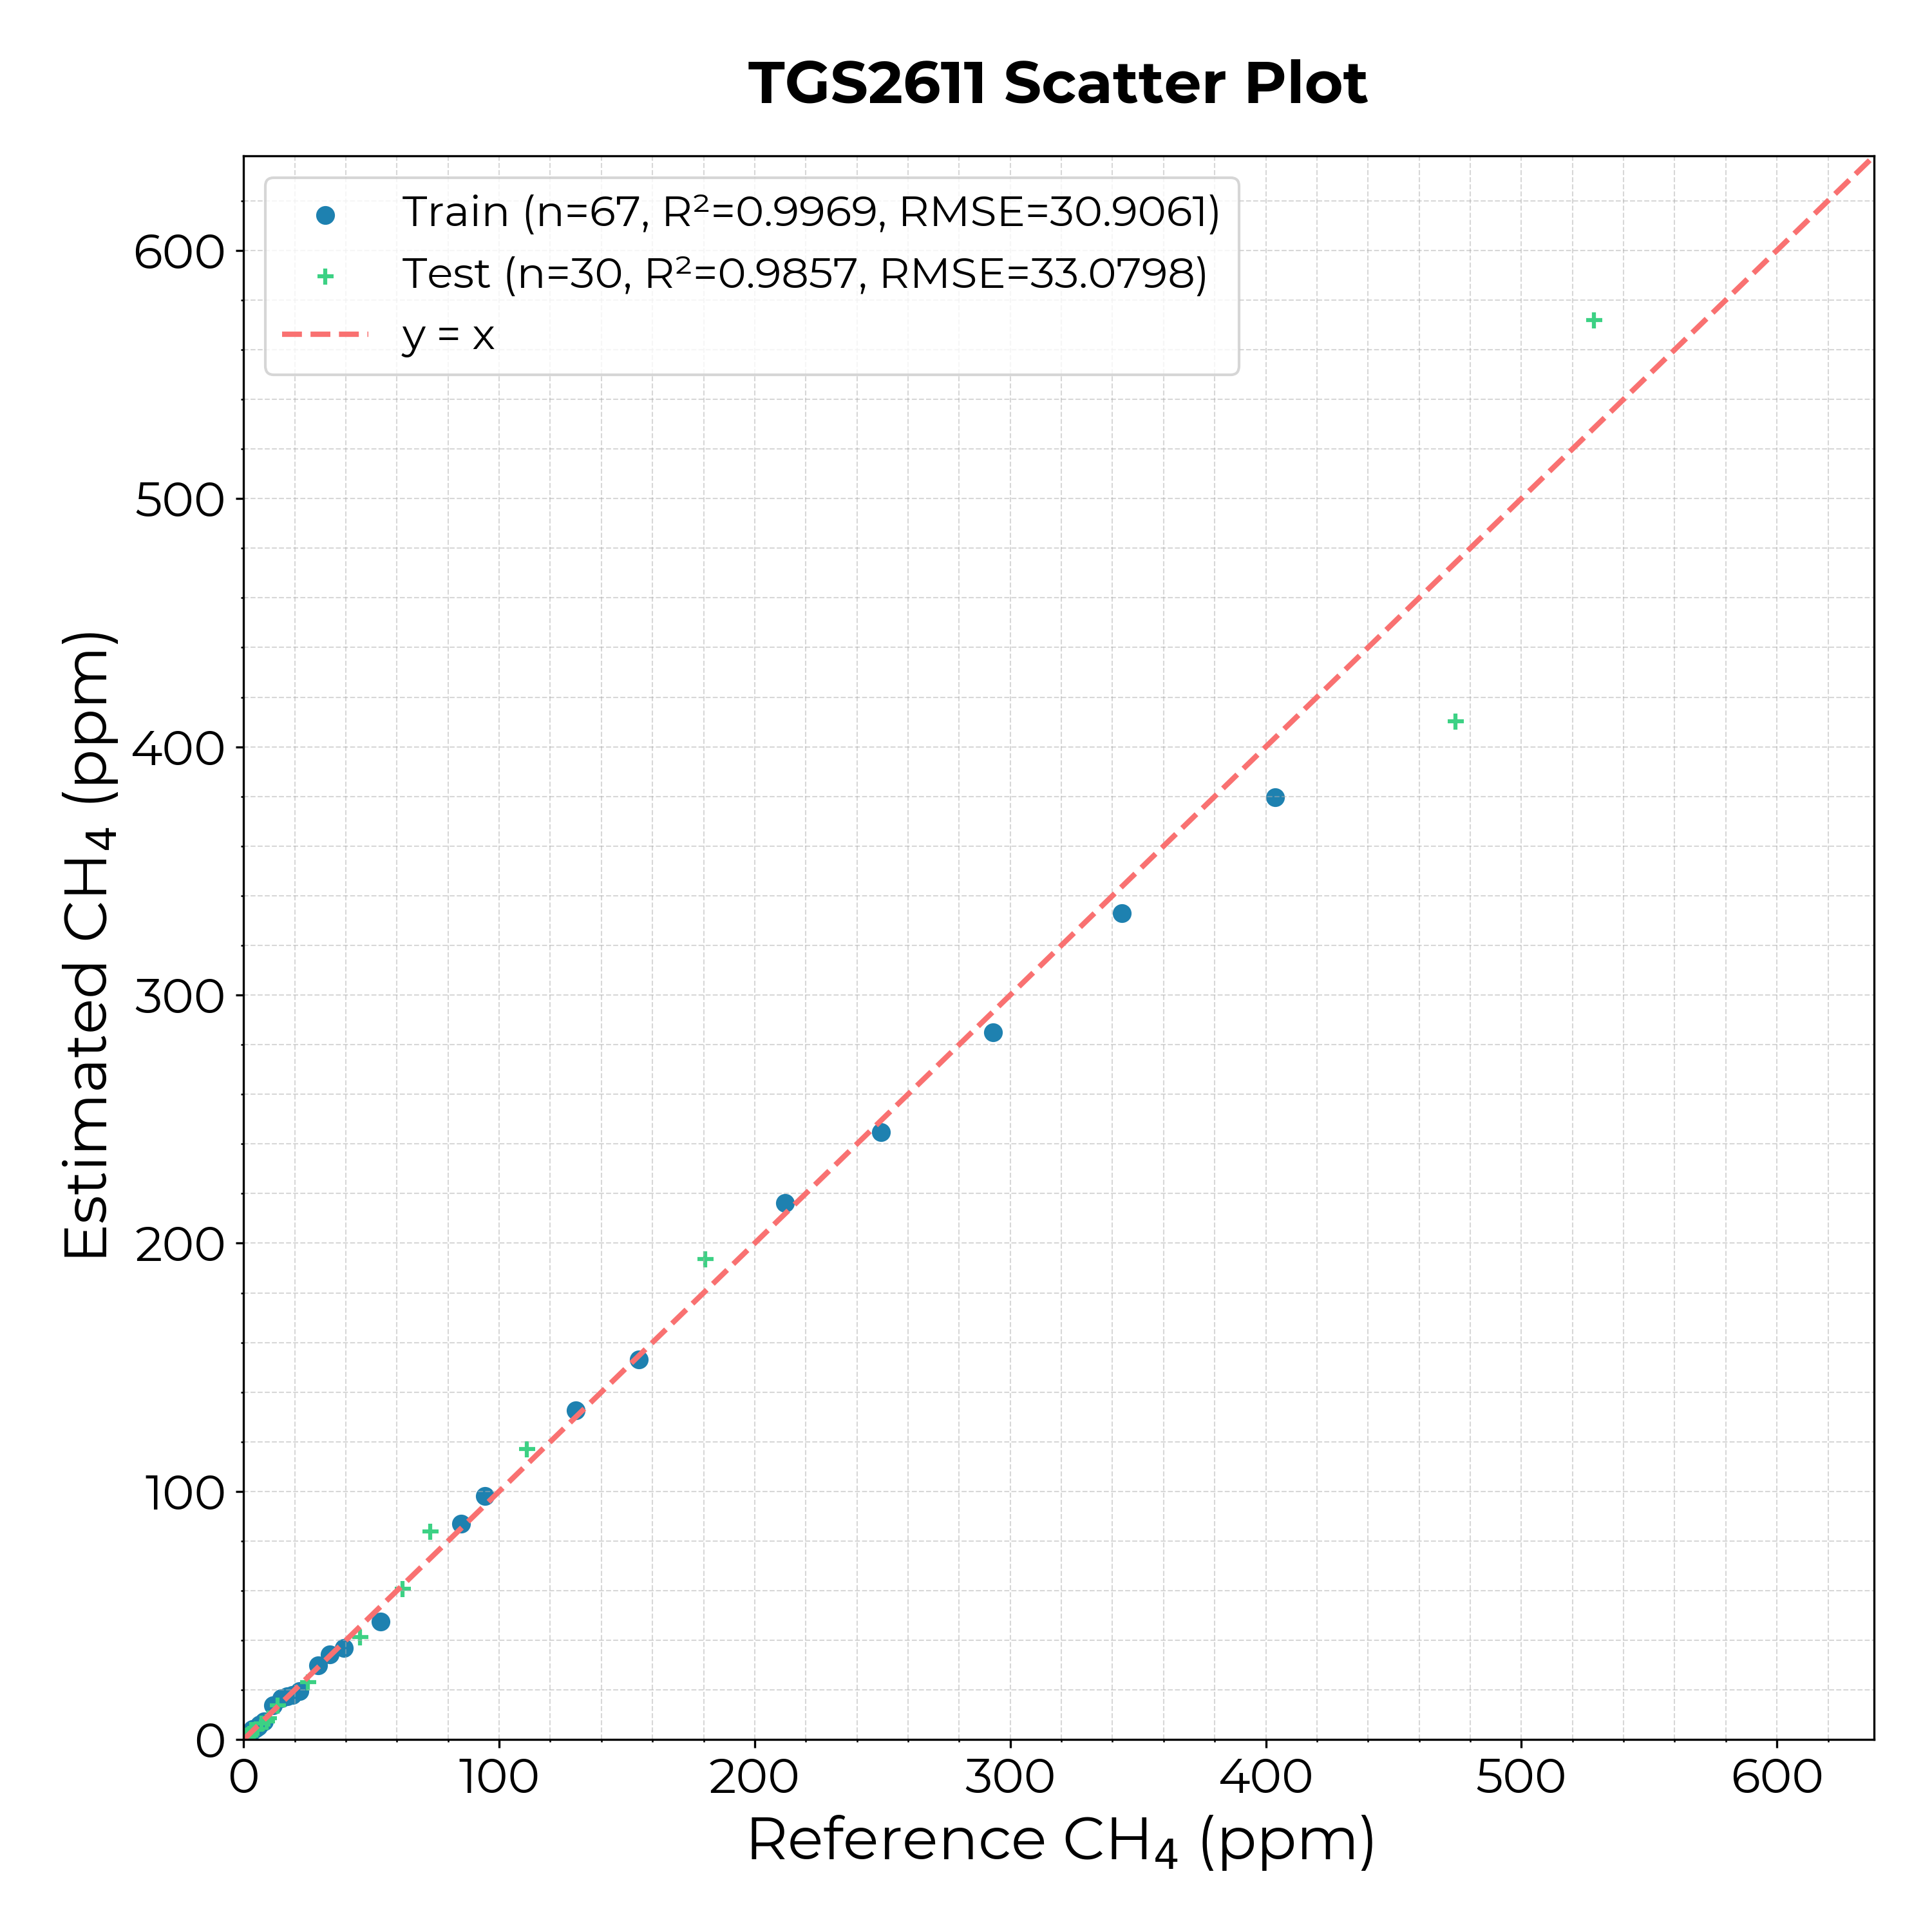 TGS2611 Scatter Plot
Train (n=67, R²=0.9969, RMSE=30.9061)
Test (n=30, R²=0.9857, RMSE=33.0798)
y = x
Estimated CH₄ (ppm)
600
500
400
300
200
100
0
0 100 200 300 400 500 600
Reference CH₄ (ppm)